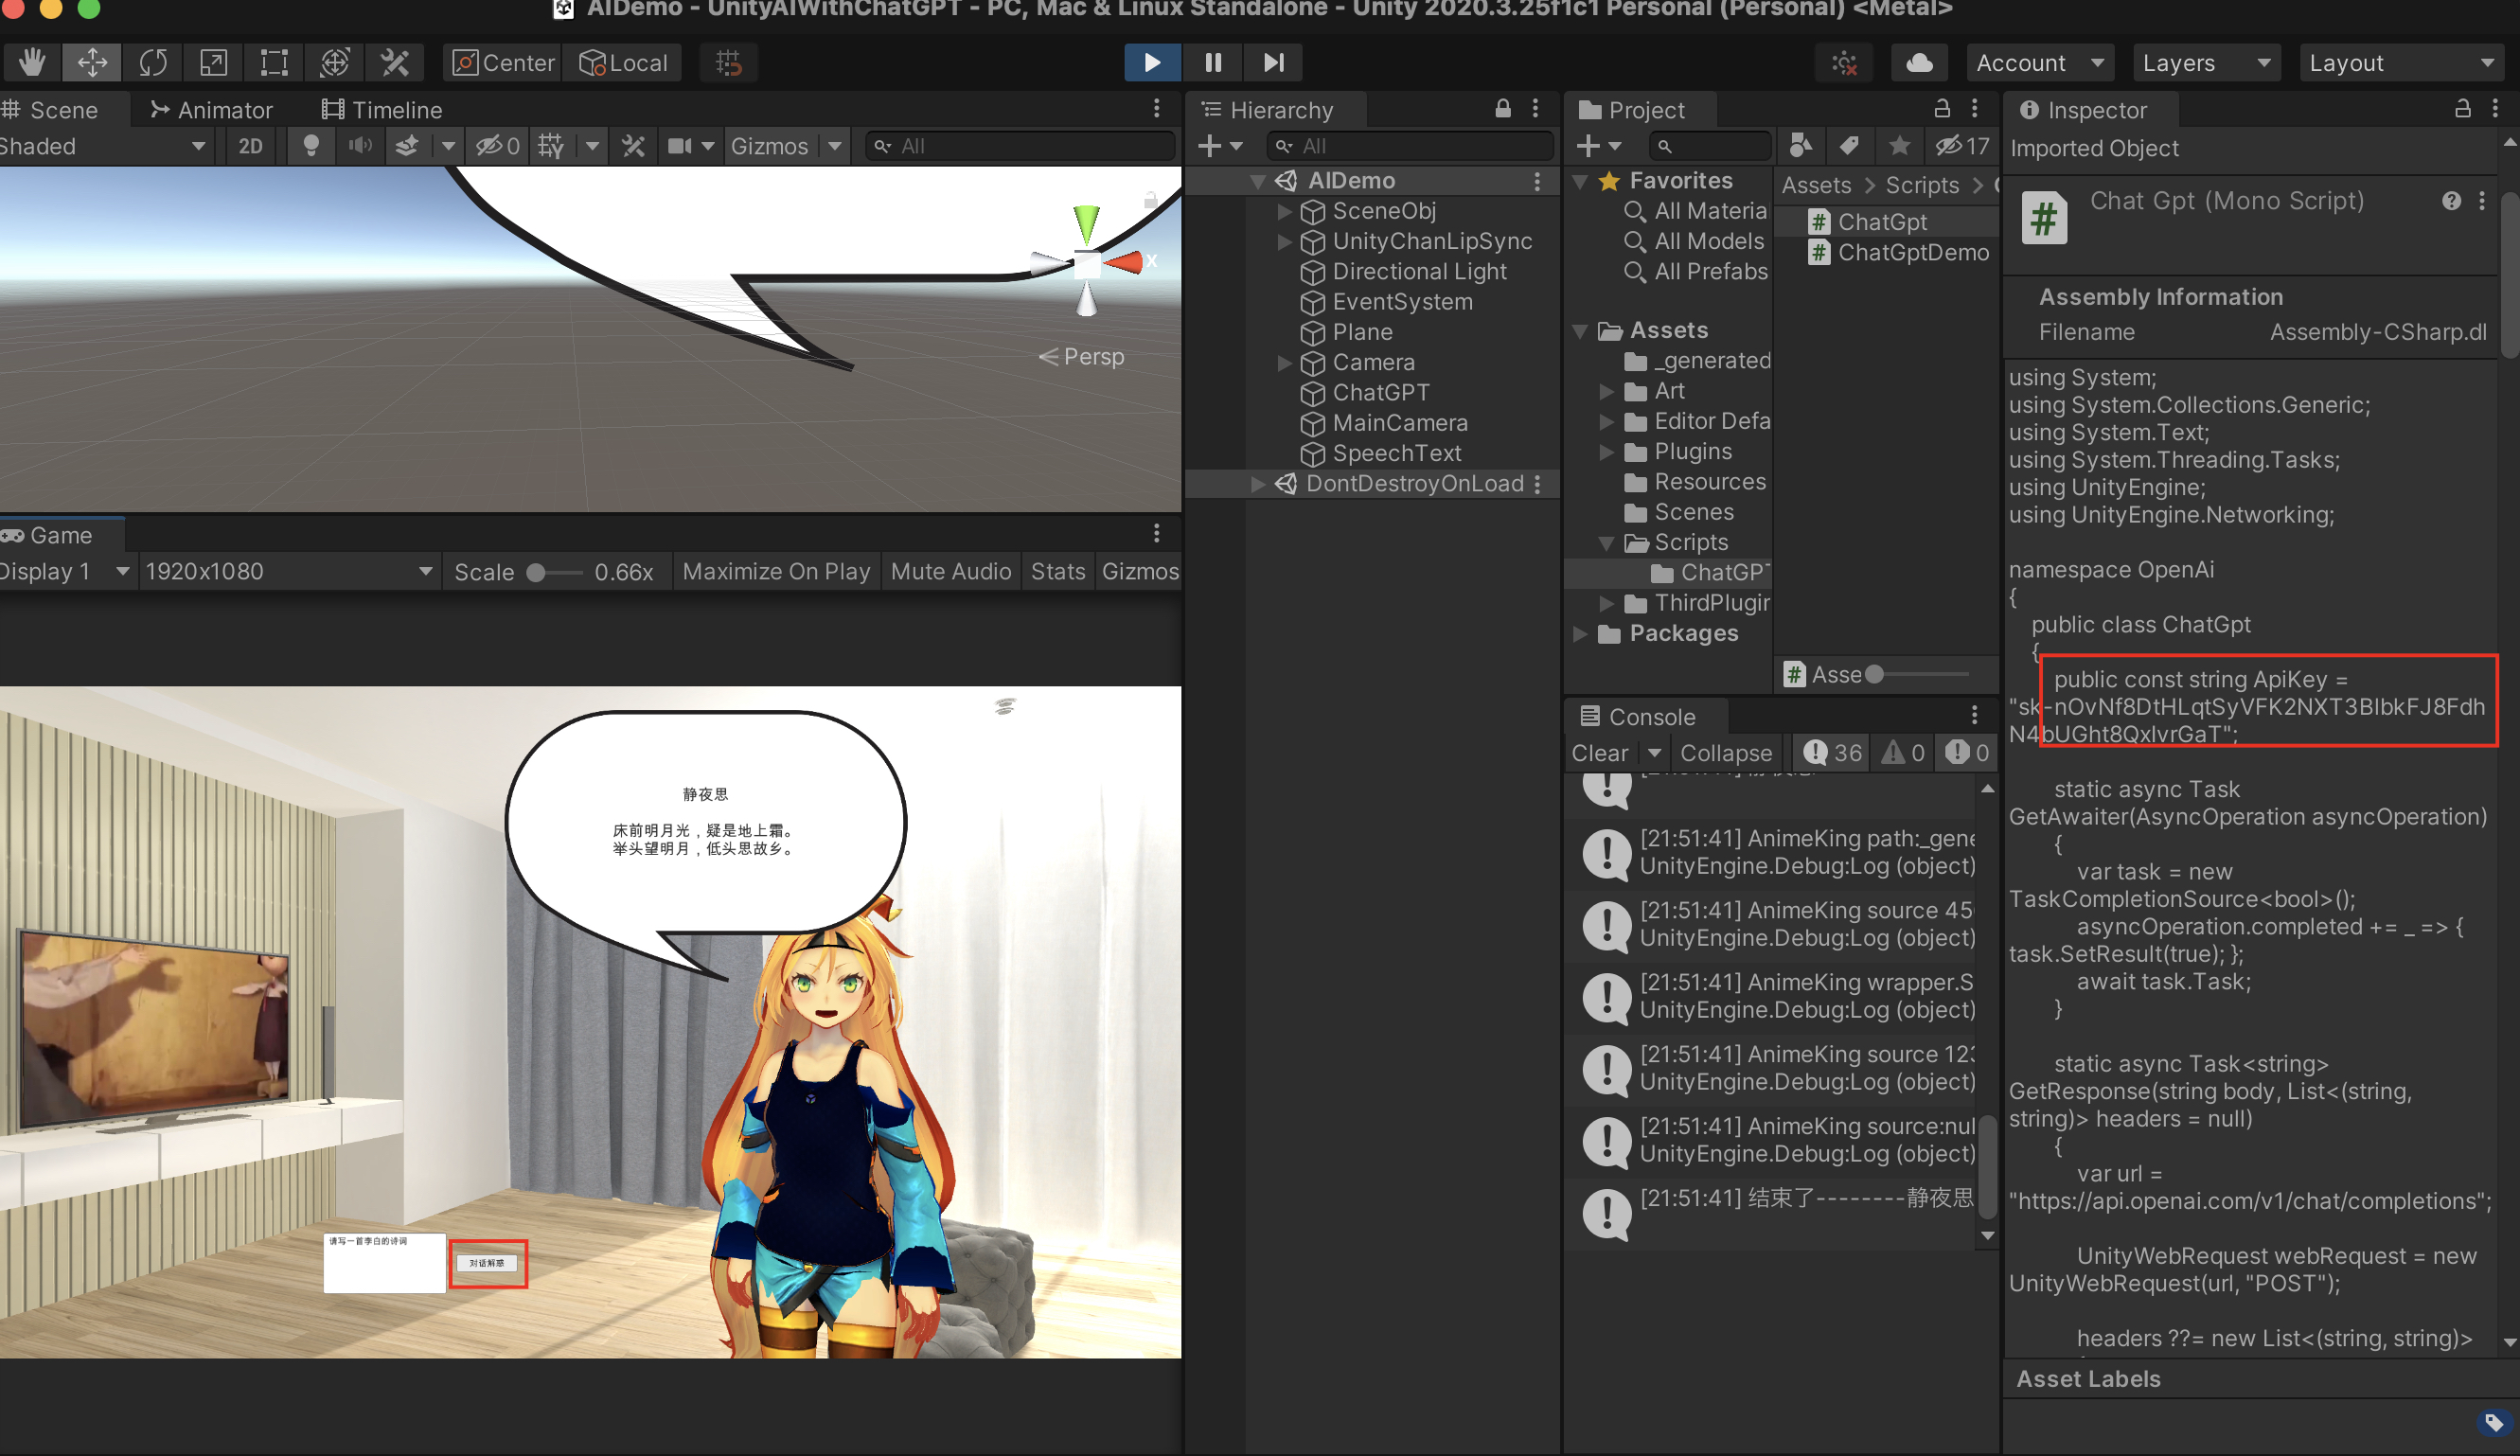 AIDemo - UnityAIWithChatGPT - PC, Mac & Linux Standalone - Unity 2020.3.25f1c1 Personal (Personal) <Metal>
Center Local
Account Layers Layout
Scene Animator Timeline
Shaded 2D 0 Gizmos All
X
Persp
Game
Display 1 1920x1080 Scale 0.66x Maximize On Play Mute Audio Stats Gizmos
静夜思
床前明月光，疑是地上霜。
举头望明月，低头思故乡。
请写一首李白的诗词
对话解惑
Hierarchy
All
AIDemo
SceneObj
UnityChanLipSync
Directional Light
EventSystem
Plane
Camera
ChatGPT
MainCamera
SpeechText
DontDestroyOnLoad
Project
17
Favorites
All Materia
All Models
All Prefabs
Assets
_generated
Art
Editor Defa
Plugins
Resources
Scenes
Scripts
ChatGPT
ThirdPlugin
Packages
Assets > Scripts >
ChatGpt
ChatGptDemo
Asse
Console
Clear Collapse 36 0 0
[21:51:41] AnimeKing path:_gene
UnityEngine.Debug:Log (object)
[21:51:41] AnimeKing source 450
UnityEngine.Debug:Log (object)
[21:51:41] AnimeKing wrapper.S
UnityEngine.Debug:Log (object)
[21:51:41] AnimeKing source 123
UnityEngine.Debug:Log (object)
[21:51:41] AnimeKing source:nul
UnityEngine.Debug:Log (object)
[21:51:41] 结束了--------静夜思
Inspector
Imported Object
Chat Gpt (Mono Script)
Assembly Information
Filename Assembly-CSharp.dl
using System;
using System.Collections.Generic;
using System.Text;
using System.Threading.Tasks;
using UnityEngine;
using UnityEngine.Networking;
namespace OpenAi
{
public class ChatGpt
{
public const string ApiKey =
static async Task
GetAwaiter(AsyncOperation asyncOperation)
{
var task = new
TaskCompletionSource<bool>();
asyncOperation.completed += _ => {
task.SetResult(true); };
await task.Task;
}
static async Task<string>
GetResponse(string body, List<(string,
string)> headers = null)
{
var url =
"https://api.openai.com/v1/chat/completions";
UnityWebRequest webRequest = new
UnityWebRequest(url, "POST");
headers ??= new List<(string, string)>
Asset Labels